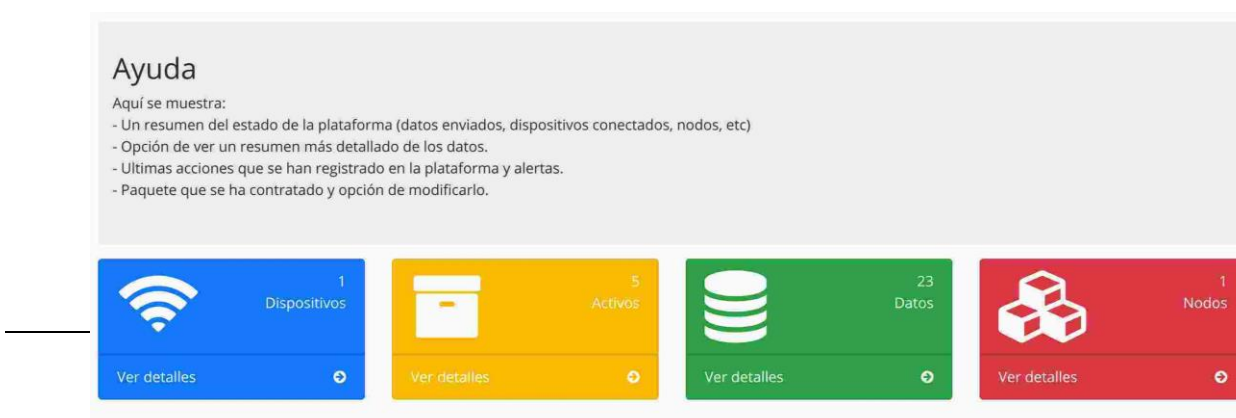 Ayuda
Aquí se muestra:
- Un resumen del estado de la plataforma (datos enviados, dispositivos conectados, nodos, etc)
- Opción de ver un resumen más detallado de los datos.
- Ultimas acciones que se han registrado en la plataforma y alertas.
- Paquete que se ha contratado y opción de modificarlo.
1
Dispositivos
Ver detalles
5
Activos
Ver detalles
23
Datos
Ver detalles
1
Nodos
Ver detalles